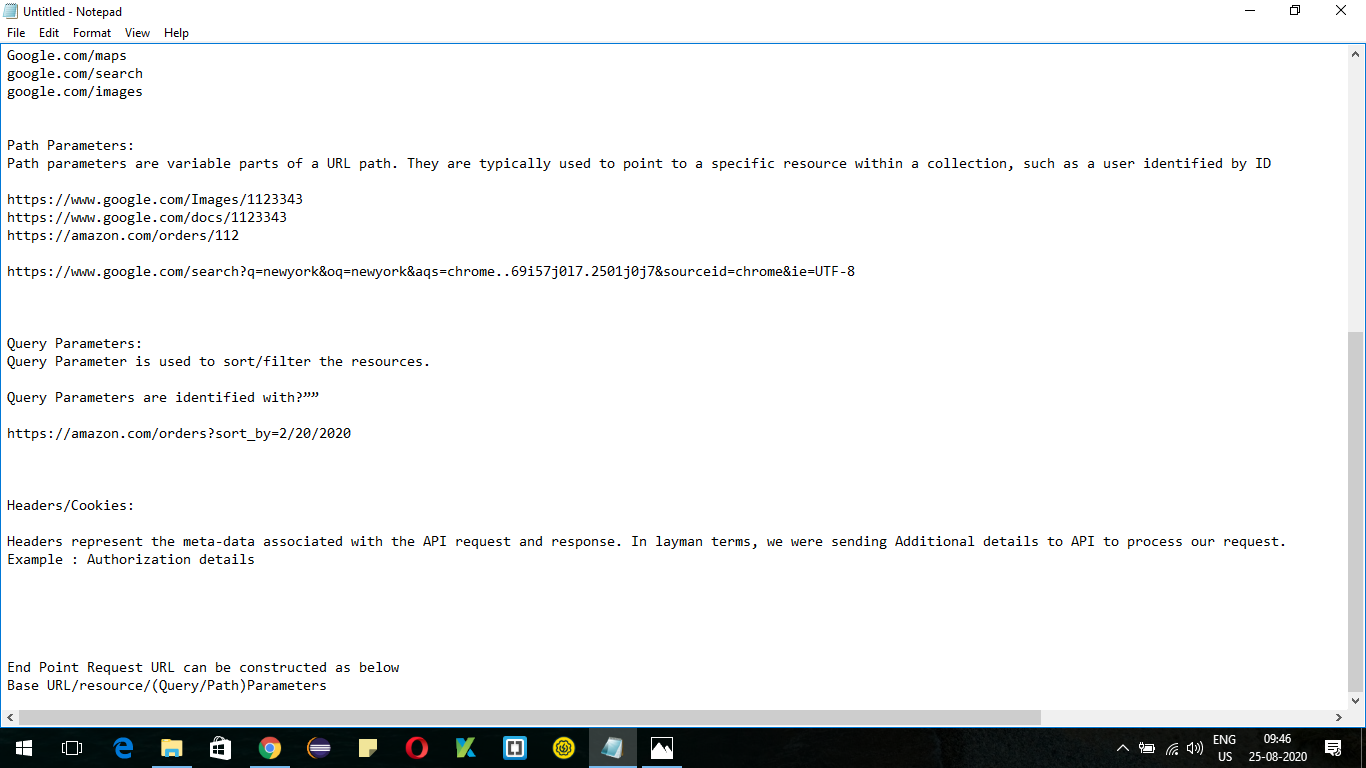 Untitled - Notepad
File Edit Format View Help
Google.com/maps
google.com/search
google.com/images
Path Parameters:
Path parameters are variable parts of a URL path. They are typically used to point to a specific resource within a collection, such as a user identified by ID
https://www.google.com/Images/1123343
https://www.google.com/docs/1123343
https://amazon.com/orders/112
https://www.google.com/search?q=newyork&oq=newyork&aqs=chrome..69i57j0l7.2501j0j7&sourceid=chrome&ie=UTF-8
Query Parameters:
Query Parameter is used to sort/filter the resources.
Query Parameters are identified with?””
https://amazon.com/orders?sort_by=2/20/2020
Headers/Cookies:
Headers represent the meta-data associated with the API request and response. In layman terms, we were sending Additional details to API to process our request.
Example : Authorization details
End Point Request URL can be constructed as below
Base URL/resource/(Query/Path)Parameters
ENG 09:46
US 25-08-2020